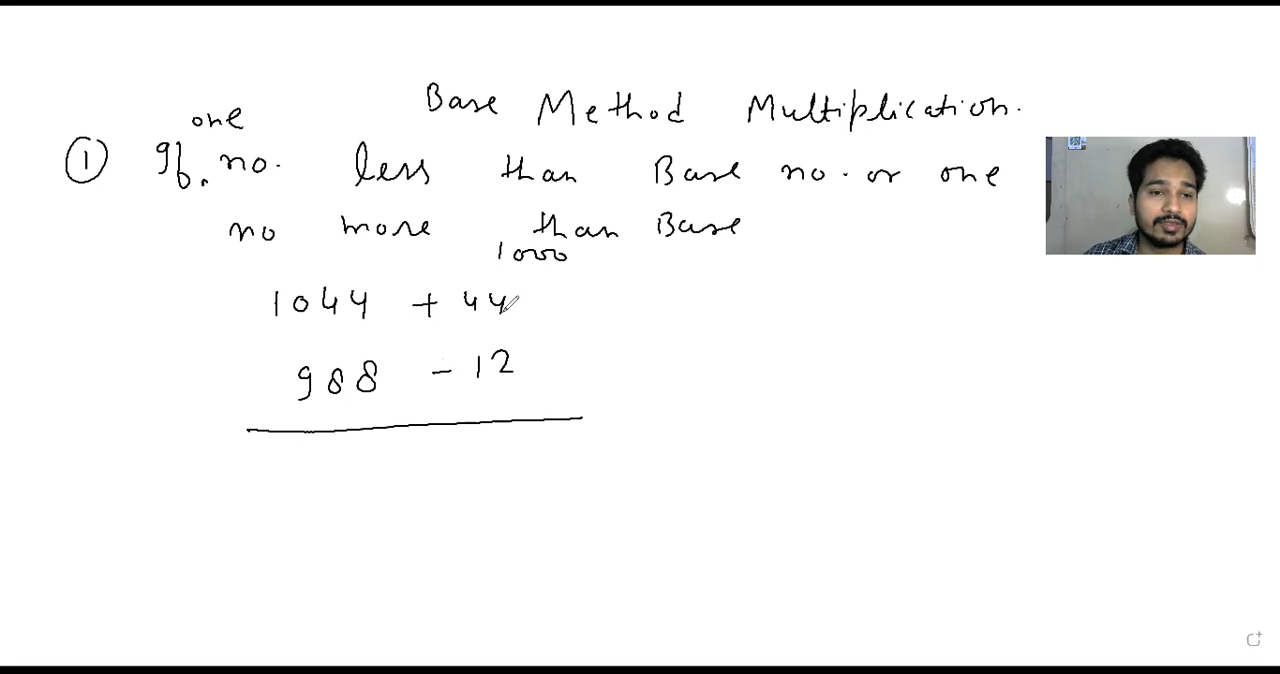 Base Method Multiplication.
one
① If. no. less than Base no. or one
no more than Base
1000
1044 + 44
988 - 12